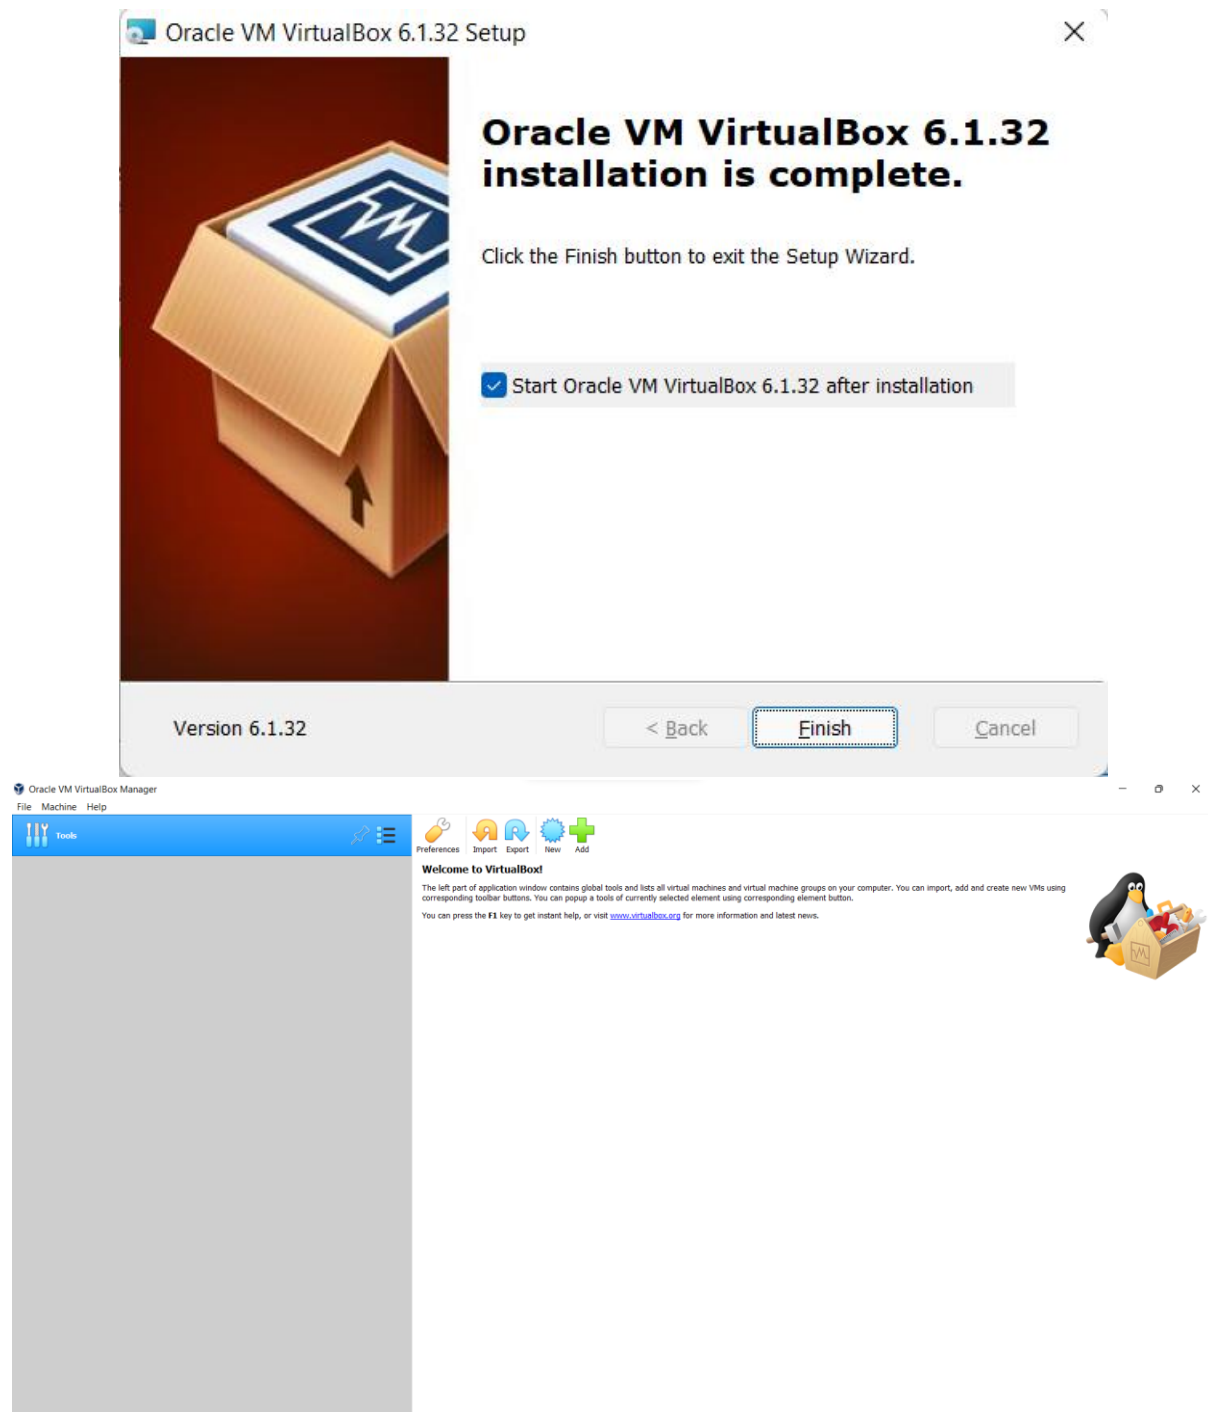 Oracle VM VirtualBox 6.1.32 Setup
Oracle VM VirtualBox 6.1.32
installation is complete.
Click the Finish button to exit the Setup Wizard.
Start Oracle VM VirtualBox 6.1.32 after installation
Version 6.1.32
< Back
Finish
Cancel
Oracle VM VirtualBox Manager
File Machine Help
Tools
Preferences Import Export New Add
Welcome to VirtualBox!
The left part of application window contains global tools and lists all virtual machines and virtual machine groups on your computer. You can import, add and create new VMs using
corresponding toolbar buttons. You can popup a tools of currently selected element using corresponding element button.
You can press the F1 key to get instant help, or visit www.virtualbox.org for more information and latest news.